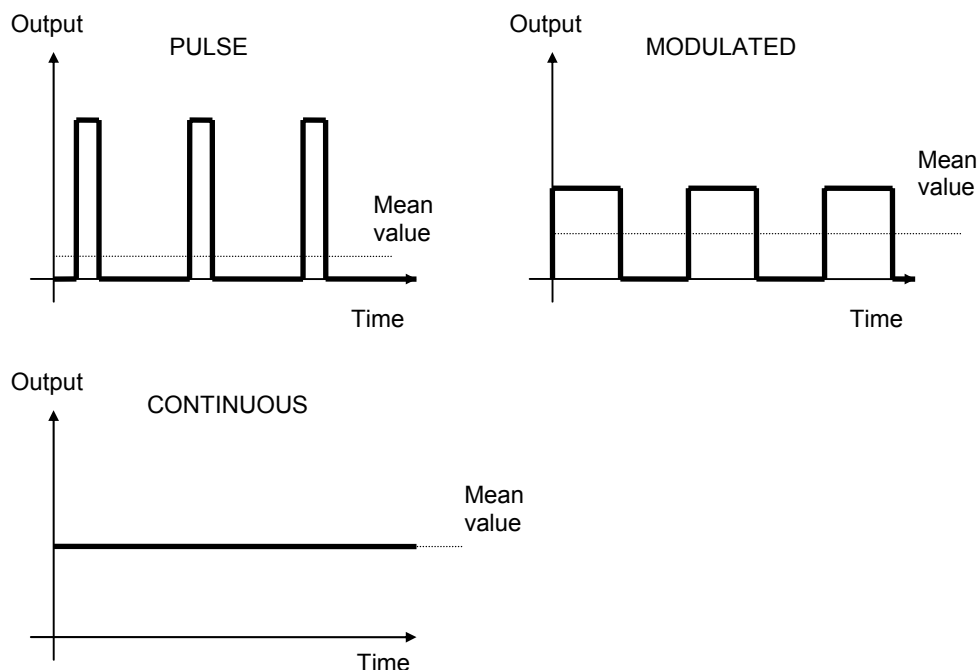 Output
PULSE
Mean
value
Time
Output
MODULATED
Mean
value
Time
Output
CONTINUOUS
Mean
value
Time